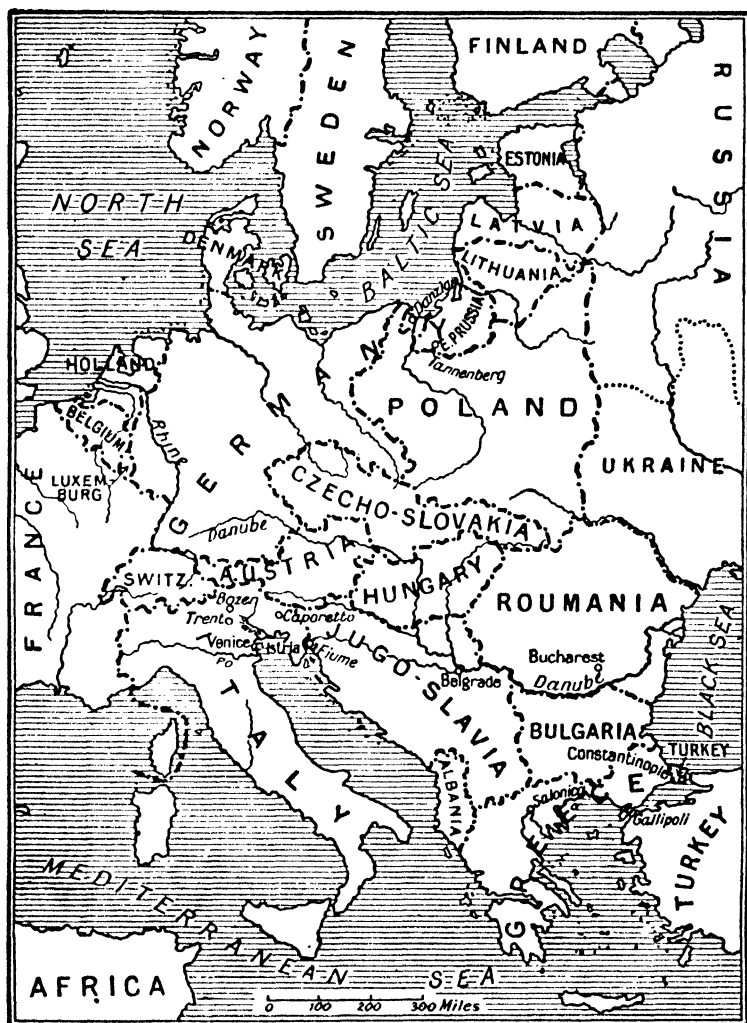 FINLAND
NORWAY
SWEDEN
RUSSIA
ESTONIA
BALTIC SEA
NORTH
SEA
LATVIA
DENMARK
LITHUANIA
Danzig
E. PRUSSIA
HOLLAND
Tannenberg
GERMANY
POLAND
BELGIUM
Rhine
UKRAINE
LUXEM
BURG
CZECHO-SLOVAKIA
FRANCE
Danube
AUSTRIA
SWITZ.
HUNGARY
Bozen
ROUMANIA
Trento
Caporetto
JUGO-SLAVIA
BLACK SEA
Venice
Istria
Fiume
PO
Bucharest
Belgrade
Danube
ITALY
BULGARIA
TURKEY
Constantinople
ALBANIA
Salonica
GREECE
Gallipoli
TURKEY
MEDITERRANEAN SEA
AFRICA
0 100 200 300 Miles